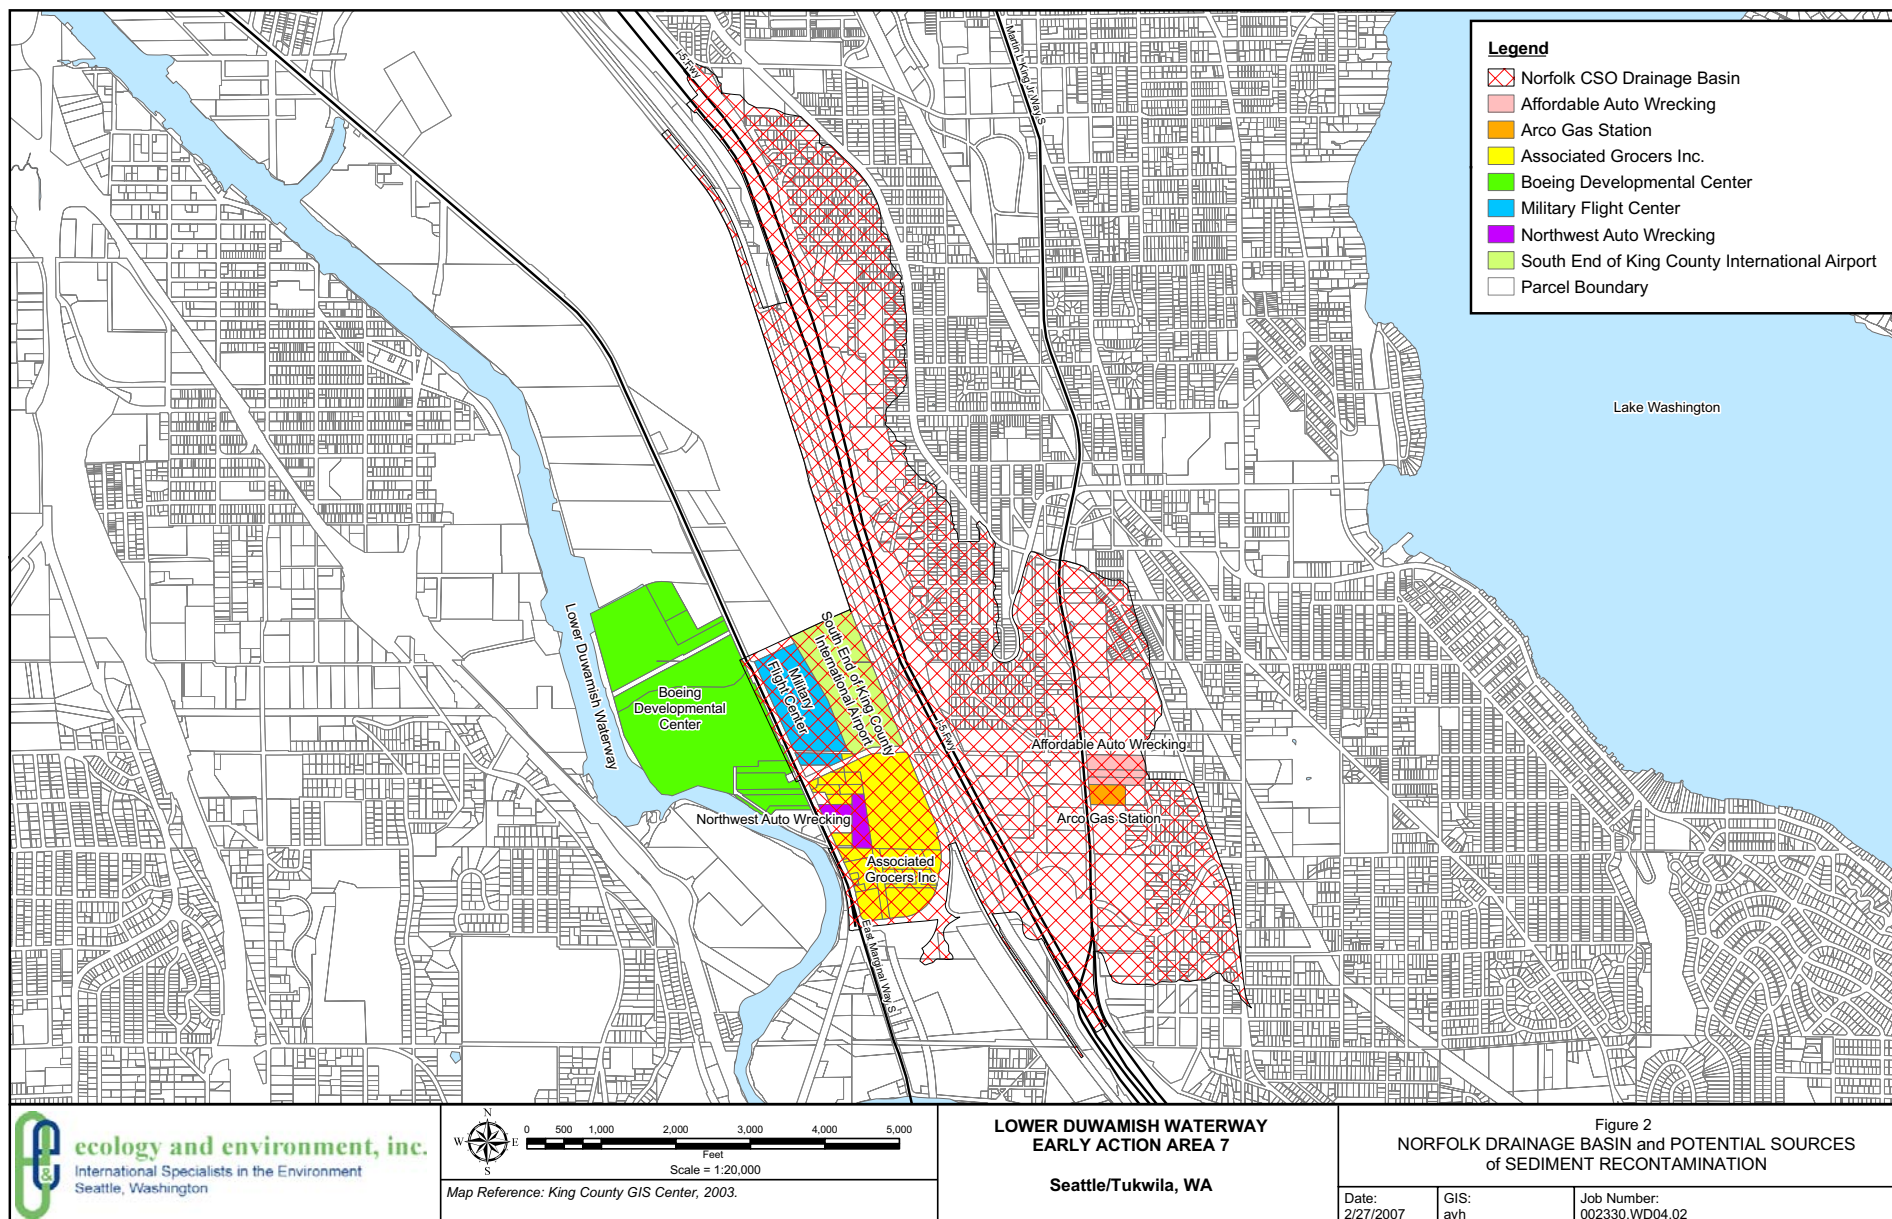 I-5 Fwy
Martin L King Jr Way S
Legend
Norfolk CSO Drainage Basin
Affordable Auto Wrecking
Arco Gas Station
Associated Grocers Inc.
Boeing Developmental Center
Military Flight Center
Northwest Auto Wrecking
South End of King County International Airport
Parcel Boundary
Lake Washington
Lower Duwamish Waterway
Boeing
Developmental
Center
Military
Flight Center
South End of King County
International Airport
I-5 Fwy
Affordable Auto Wrecking
Arco Gas Station
Northwest Auto Wrecking
Associated
Grocers Inc
East Marginal Way S
ecology and environment, inc.
International Specialists in the Environment
Seattle, Washington
N
W E
S
0 500 1,000 2,000 3,000 4,000 5,000
Feet
Scale = 1:20,000
Map Reference: King County GIS Center, 2003.
LOWER DUWAMISH WATERWAY
EARLY ACTION AREA 7
Seattle/Tukwila, WA
Figure 2
NORFOLK DRAINAGE BASIN and POTENTIAL SOURCES
of SEDIMENT RECONTAMINATION
Date:
2/27/2007
GIS:
avh
Job Number:
002330.WD04.02